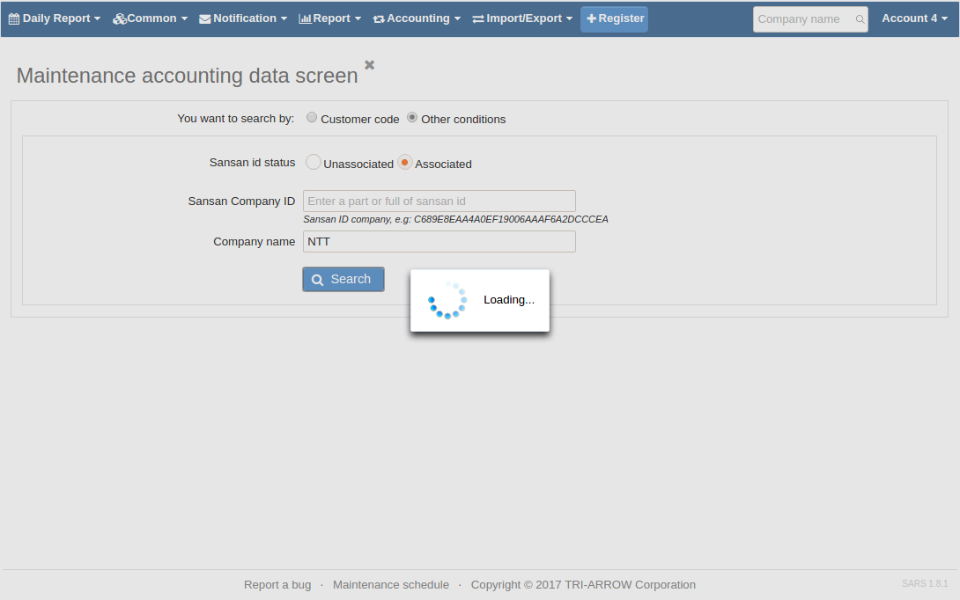 Daily Report Common Notification Report Accounting Import/Export Register Company name Account 4
Maintenance accounting data screen
You want to search by: Customer code Other conditions
Sansan id status Unassociated Associated
Sansan Company ID Enter a part or full of sansan id
Sansan ID company, e.g: C689E8EAA4A0EF19006AAAF6A2DCCCEA
Company name NTT
Search
Loading...
Report a bug · Maintenance schedule · Copyright © 2017 TRI-ARROW Corporation SARS 1.8.1